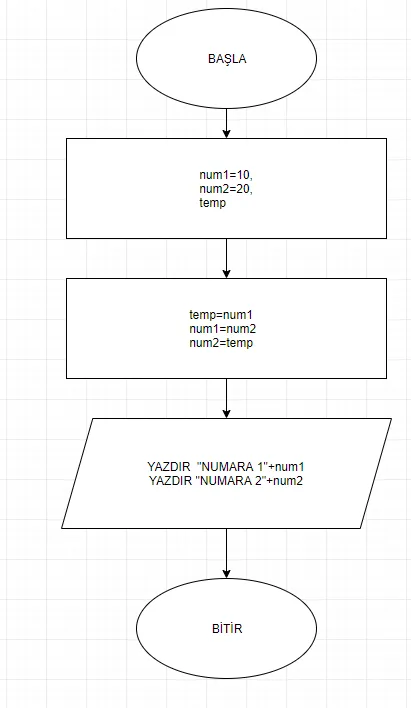 BAŞLA
num1=10,
num2=20,
temp
temp=num1
num1=num2
num2=temp
YAZDIR  "NUMARA 1"+num1
YAZDIR "NUMARA 2"+num2
BİTİR